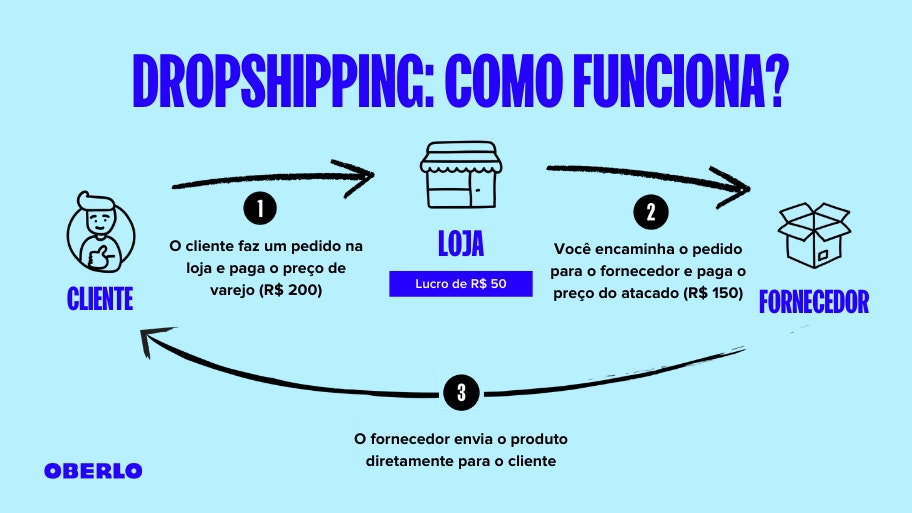 DROPSHIPPING: COMO FUNCIONA?
1
O cliente faz um pedido na
loja e paga o preço de
varejo (R$ 200)
CLIENTE
LOJA
Lucro de R$ 50
2
Você encaminha o pedido
para o fornecedor e paga o
preço do atacado (R$ 150)
FORNECEDOR
3
O fornecedor envia o produto
diretamente para o cliente
OBERLO